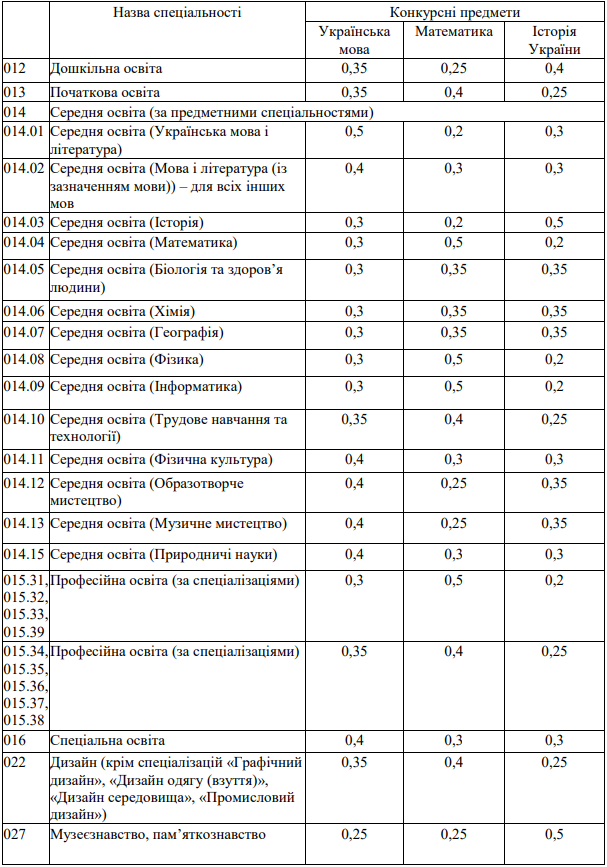 Назва спеціальності Конкурсні предмети
Українська Математика Історія
мова України
012 Дошкільна освіта 0,35 0,25 0,4
013 Початкова освіта 0,35 0,4 0,25
014 Середня освіта (за предметними спеціальностями)
014.01 Середня освіта (Українська мова і 0,5 0,2 0,3
література)
014.02 Середня освіта (Мова і література (із 0,4 0,3 0,3
зазначенням мови)) – для всіх інших
мов
014.03 Середня освіта (Історія) 0,3 0,2 0,5
014.04 Середня освіта (Математика) 0,3 0,5 0,2
014.05 Середня освіта (Біологія та здоров’я 0,3 0,35 0,35
людини)
014.06 Середня освіта (Хімія) 0,3 0,35 0,35
014.07 Середня освіта (Географія) 0,3 0,35 0,35
014.08 Середня освіта (Фізика) 0,3 0,5 0,2
014.09 Середня освіта (Інформатика) 0,3 0,5 0,2
014.10 Середня освіта (Трудове навчання та 0,35 0,4 0,25
технології)
014.11 Середня освіта (Фізична культура) 0,4 0,3 0,3
014.12 Середня освіта (Образотворче 0,4 0,25 0,35
мистецтво)
014.13 Середня освіта (Музичне мистецтво) 0,4 0,25 0,35
014.15 Середня освіта (Природничі науки) 0,4 0,3 0,3
015.31, Професійна освіта (за спеціалізаціями) 0,3 0,5 0,2
015.32,
015.33,
015.39
015.34, Професійна освіта (за спеціалізаціями) 0,35 0,4 0,25
015.35,
015.36,
015.37,
015.38
016 Спеціальна освіта 0,4 0,3 0,3
022 Дизайн (крім спеціалізацій «Графічний 0,35 0,4 0,25
дизайн», «Дизайн одягу (взуття)»,
«Дизайн середовища», «Промисловий
дизайн»)
027 Музеєзнавство, пам’яткознавство 0,25 0,25 0,5